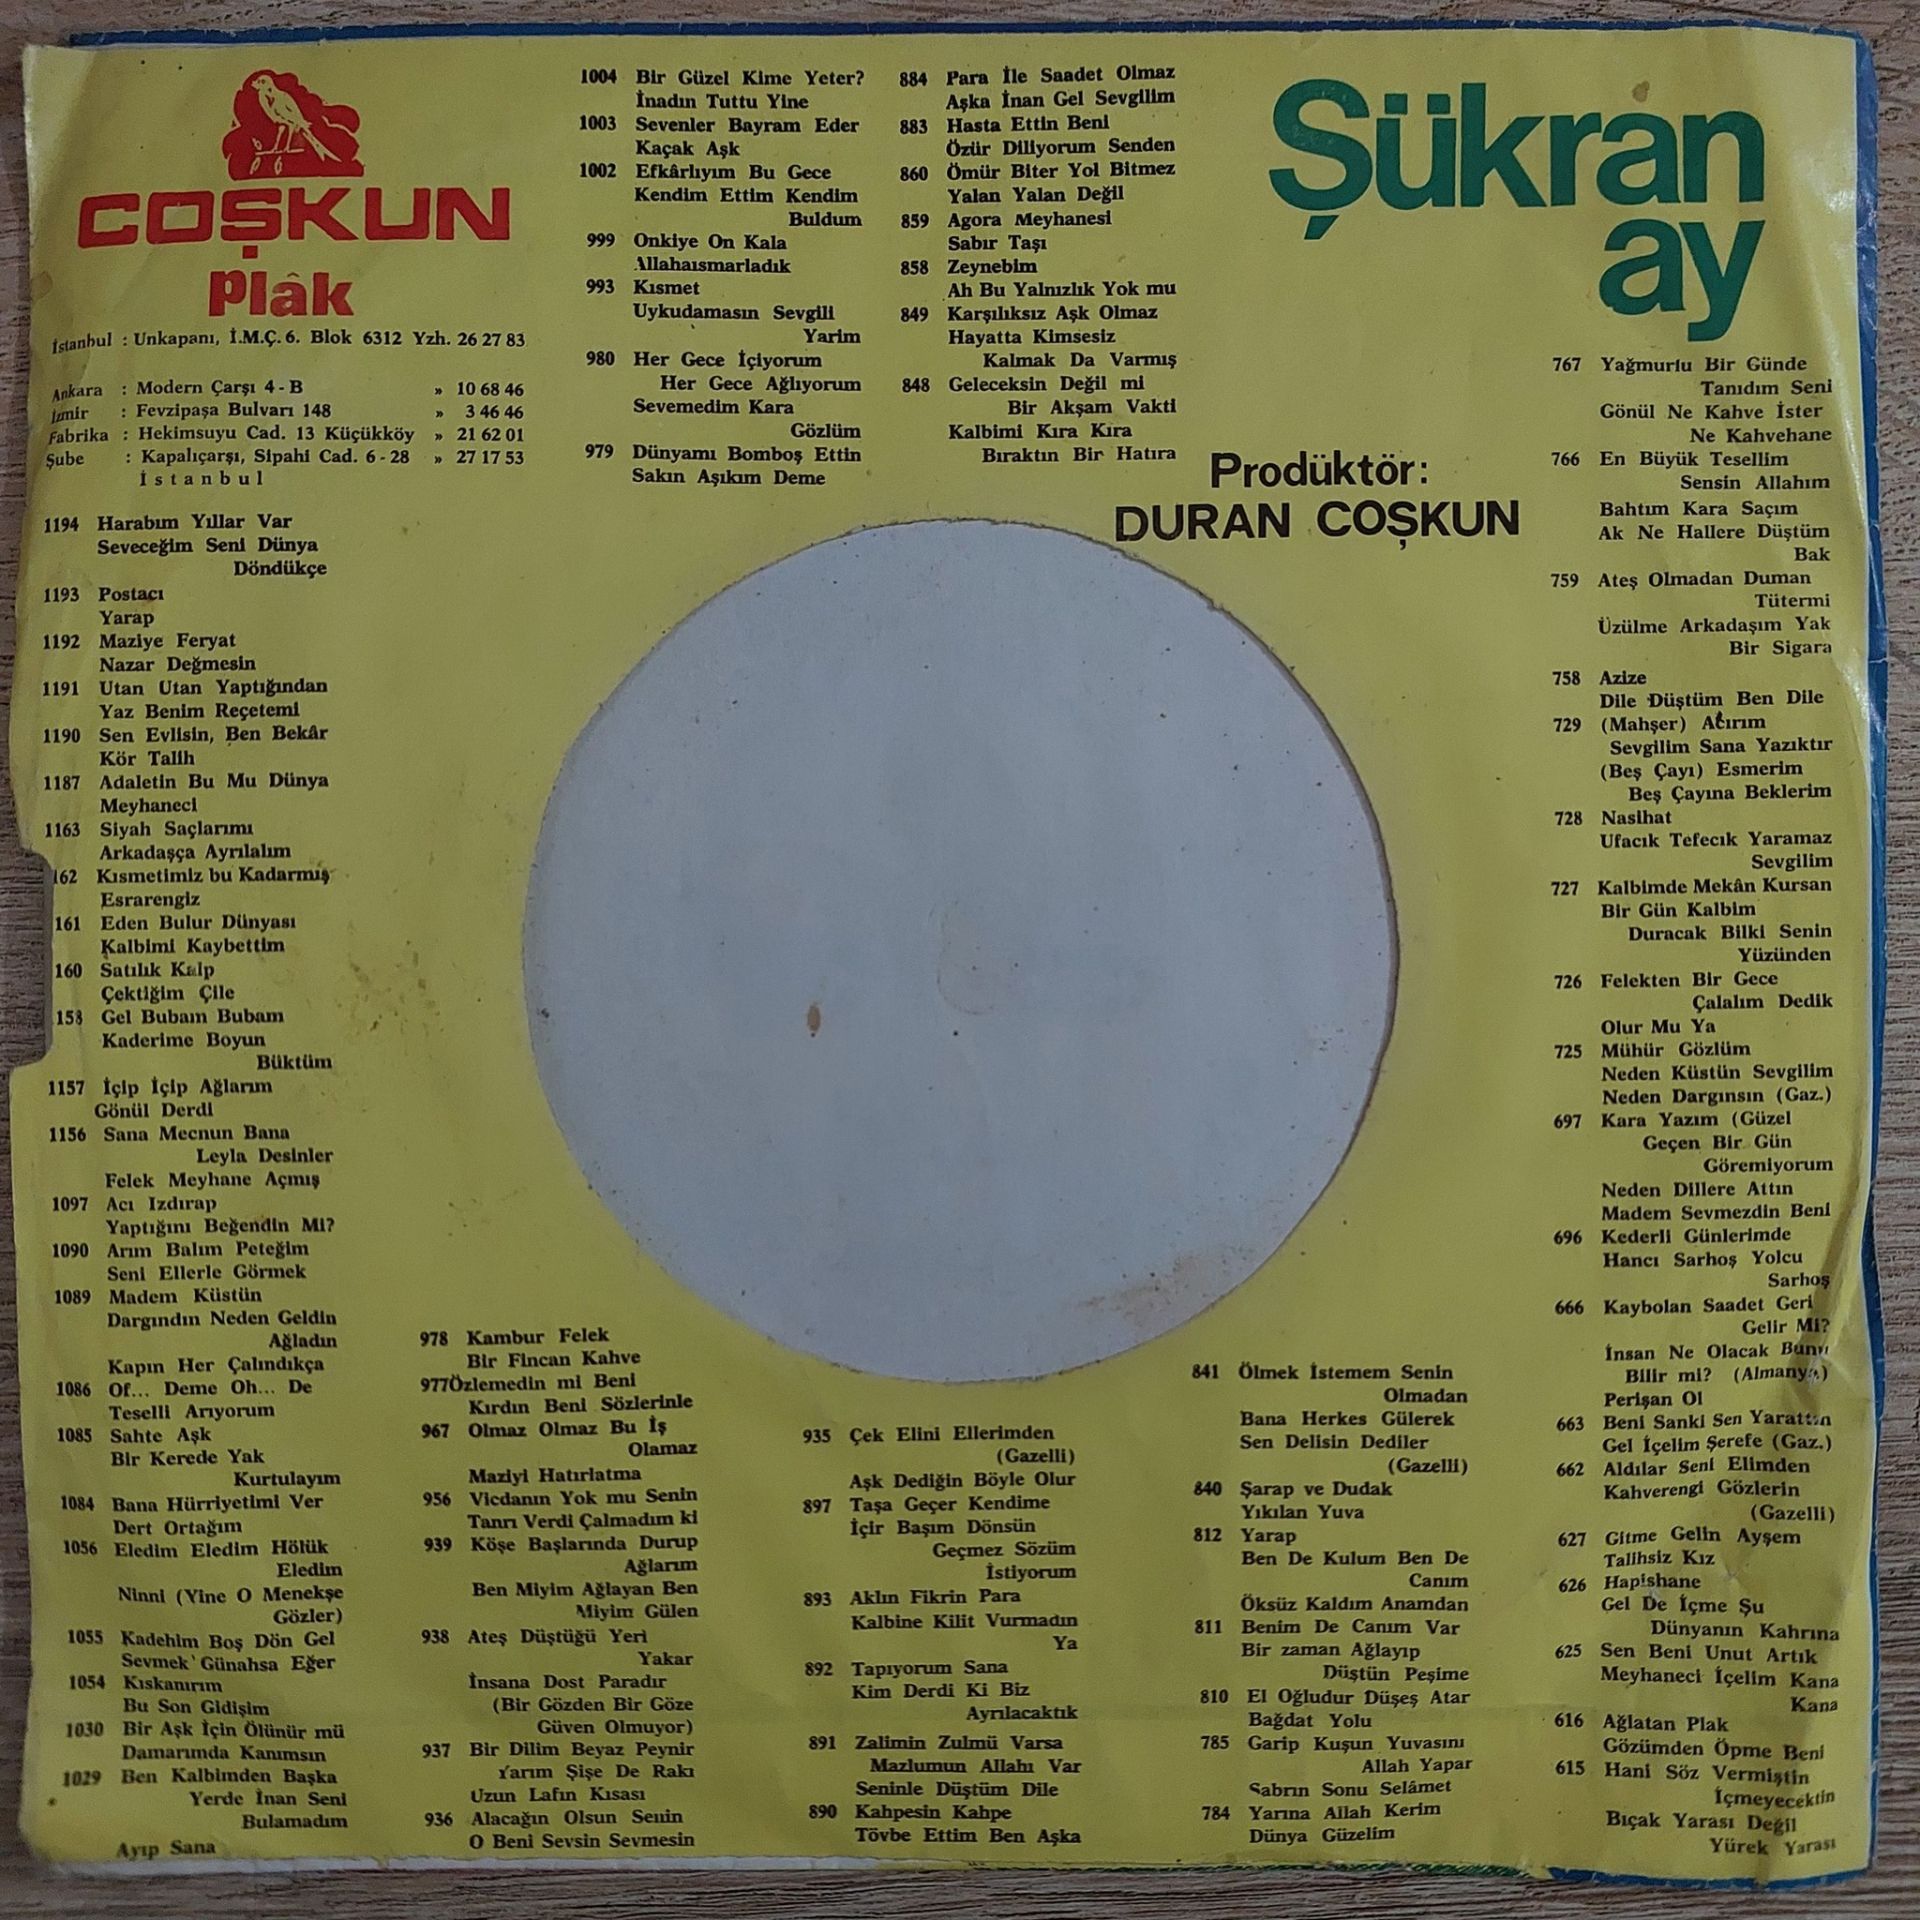 COŞKUN
Plâk
İstanbul : Unkapanı, İ.M.Ç. 6. Blok 6312 Yzh. 26 27 83
Ankara : Modern Çarşı 4 - B » 10 68 46
İzmir : Fevzipaşa Bulvarı 148 » 3 46 46
Fabrika : Hekimsuyu Cad. 13 Küçükköy » 21 62 01
Şube : Kapalıçarşı, Sipahi Cad. 6 - 28 » 27 17 53
İstanbul
1194 Harabım Yıllar Var
Seveceğim Seni Dünya
Döndükçe
1193 Postacı
Yarap
1192 Maziye Feryat
Nazar Değmesin
1191 Utan Utan Yaptığından
Yaz Benim Reçetemi
1190 Sen Evlisin, Ben Bekâr
Kör Talih
1187 Adaletin Bu Mu Dünya
Meyhaneci
1163 Siyah Saçlarımı
Arkadaşça Ayrılalım
162 Kısmetimiz bu Kadarmış
Esrarengiz
161 Eden Bulur Dünyası
Kalbimi Kaybettim
160 Satılık Kalp
Çektiğim Çile
158 Gel Bubam Bubam
Kaderime Boyun
Büktüm
1157 İçip İçip Ağlarım
Gönül Derdi
1156 Sana Mecnun Bana
Leyla Desinler
Felek Meyhane Açmış
1097 Acı Izdırap
Yaptığını Beğendin Mi?
1090 Arım Balım Peteğim
Seni Ellerle Görmek
1089 Madem Küstün
Dargındın Neden Geldin
Ağladın
Kapın Her Çalındıkça
1086 Of... Deme Oh... De
Teselli Arıyorum
1085 Sahte Aşk
Bir Kerede Yak
Kurtulayım
1084 Bana Hürriyetimi Ver
Dert Ortağım
1056 Eledim Eledim Hölük
Eledim
Ninni (Yine O Menekşe
Gözler)
1055 Kadehim Boş Dön Gel
Sevmek Günahsa Eğer
1054 Kıskanırım
Bu Son Gidişim
1030 Bir Aşk İçin Ölünür mü
Damarımda Kanımsın
1029 Ben Kalbimden Başka
Yerde İnan Seni
Bulamadım
Ayıp Sana
1004 Bir Güzel Kime Yeter?
İnadın Tuttu Yine
1003 Sevenler Bayram Eder
Kaçak Aşk
1002 Efkârlıyım Bu Gece
Kendim Ettim Kendim
Buldum
999 Onkiye On Kala
Allahaısmarladık
993 Kısmet
Uykudamasın Sevgili
Yarim
980 Her Gece İçiyorum
Her Gece Ağlıyorum
Sevemedim Kara
Gözlüm
979 Dünyamı Bomboş Ettin
Sakın Aşıkım Deme
978 Kambur Felek
Bir Fincan Kahve
977 Özlemedin mi Beni
Kırdın Beni Sözlerinle
967 Olmaz Olmaz Bu İş
Olamaz
Maziyi Hatırlatma
956 Vicdanın Yok mu Senin
Tanrı Verdi Çalmadım ki
939 Köşe Başlarında Durup
Ağlarım
Ben Miyim Ağlayan Ben
Miyim Gülen
938 Ateş Düştüğü Yeri
Yakar
İnsana Dost Paradır
(Bir Gözden Bir Göze
Güven Olmuyor)
937 Bir Dilim Beyaz Peynir
Yarım Şişe De Rakı
Uzun Lafın Kısası
936 Alacağın Olsun Senin
O Beni Sevsin Sevmesin
884 Para İle Saadet Olmaz
Aşka İnan Gel Sevgilim
883 Hasta Ettin Beni
Özür Diliyorum Senden
860 Ömür Biter Yol Bitmez
Yalan Yalan Değil
859 Agora Meyhanesi
Sabır Taşı
858 Zeynebim
Ah Bu Yalnızlık Yok mu
849 Karşılıksız Aşk Olmaz
Hayatta Kimsesiz
Kalmak Da Varmış
848 Geleceksin Değil mi
Bir Akşam Vakti
Kalbimi Kıra Kıra
Bıraktın Bir Hatıra
935 Çek Elini Ellerimden
(Gazelli)
Aşk Dediğin Böyle Olur
897 Taşa Geçer Kendime
İçir Başım Dönsün
Geçmez Sözüm
İstiyorum
893 Aklın Fikrin Para
Kalbine Kilit Vurmadın
Ya
892 Tapıyorum Sana
Kim Derdi Ki Biz
Ayrılacaktık
891 Zalimin Zulmü Varsa
Mazlumun Allahı Var
Seninle Düştüm Dile
890 Kahpesin Kahpe
Tövbe Ettim Ben Aşka
Şükran
ay
Prodüktör:
DURAN COŞKUN
841 Ölmek İstemem Senin
Olmadan
Bana Herkes Gülerek
Sen Delisin Dediler
(Gazelli)
840 Şarap ve Dudak
Yıkılan Yuva
812 Yarap
Ben De Kulum Ben De
Canım
Öksüz Kaldım Anamdan
811 Benim De Canım Var
Bir zaman Ağlayıp
Düştün Peşime
810 El Oğludur Düşeş Atar
Bağdat Yolu
785 Garip Kuşun Yuvasını
Allah Yapar
Sabrın Sonu Selâmet
784 Yarına Allah Kerim
Dünya Güzelim
767 Yağmurlu Bir Günde
Tanıdım Seni
Gönül Ne Kahve İster
Ne Kahvehane
766 En Büyük Tesellim
Sensin Allahım
Bahtım Kara Saçım
Ak Ne Hallere Düştüm
Bak
759 Ateş Olmadan Duman
Tütermi
Üzülme Arkadaşım Yak
Bir Sigara
758 Azize
Dile Düştüm Ben Dile
729 (Mahşer) Acırım
Sevgilim Sana Yazıktır
(Beş Çayı) Esmerim
Beş Çayına Beklerim
728 Nasihat
Ufacık Tefecık Yaramaz
Sevgilim
727 Kalbimde Mekân Kursan
Bir Gün Kalbim
Duracak Bilki Senin
Yüzünden
726 Felekten Bir Gece
Çalalım Dedik
Olur Mu Ya
725 Mühür Gözlüm
Neden Küstün Sevgilim
Neden Dargınsın (Gaz.)
697 Kara Yazım (Güzel
Geçen Bir Gün
Göremiyorum
Neden Dillere Attın
Madem Sevmezdin Beni
696 Kederli Günlerimde
Hancı Sarhoş Yolcu
Sarhoş
666 Kaybolan Saadet Geri
Gelir Mi?
İnsan Ne Olacak Bunu
Bilir mi? (Almanya)
Perişan Ol
663 Beni Sanki Sen Yarattın
Gel İçelim Şerefe (Gaz.)
662 Aldılar Seni Elimden
Kahverengi Gözlerin
(Gazelli)
627 Gitme Gelin Ayşem
Talihsiz Kız
626 Hapishane
Gel De İçme Şu
Dünyanın Kahrına
625 Sen Beni Unut Artık
Meyhaneci İçelim Kana
Kana
616 Ağlatan Plak
Gözümden Öpme Beni
615 Hani Söz Vermiştin
İçmeyecektin
Bıçak Yarası Değil
Yürek Yarası